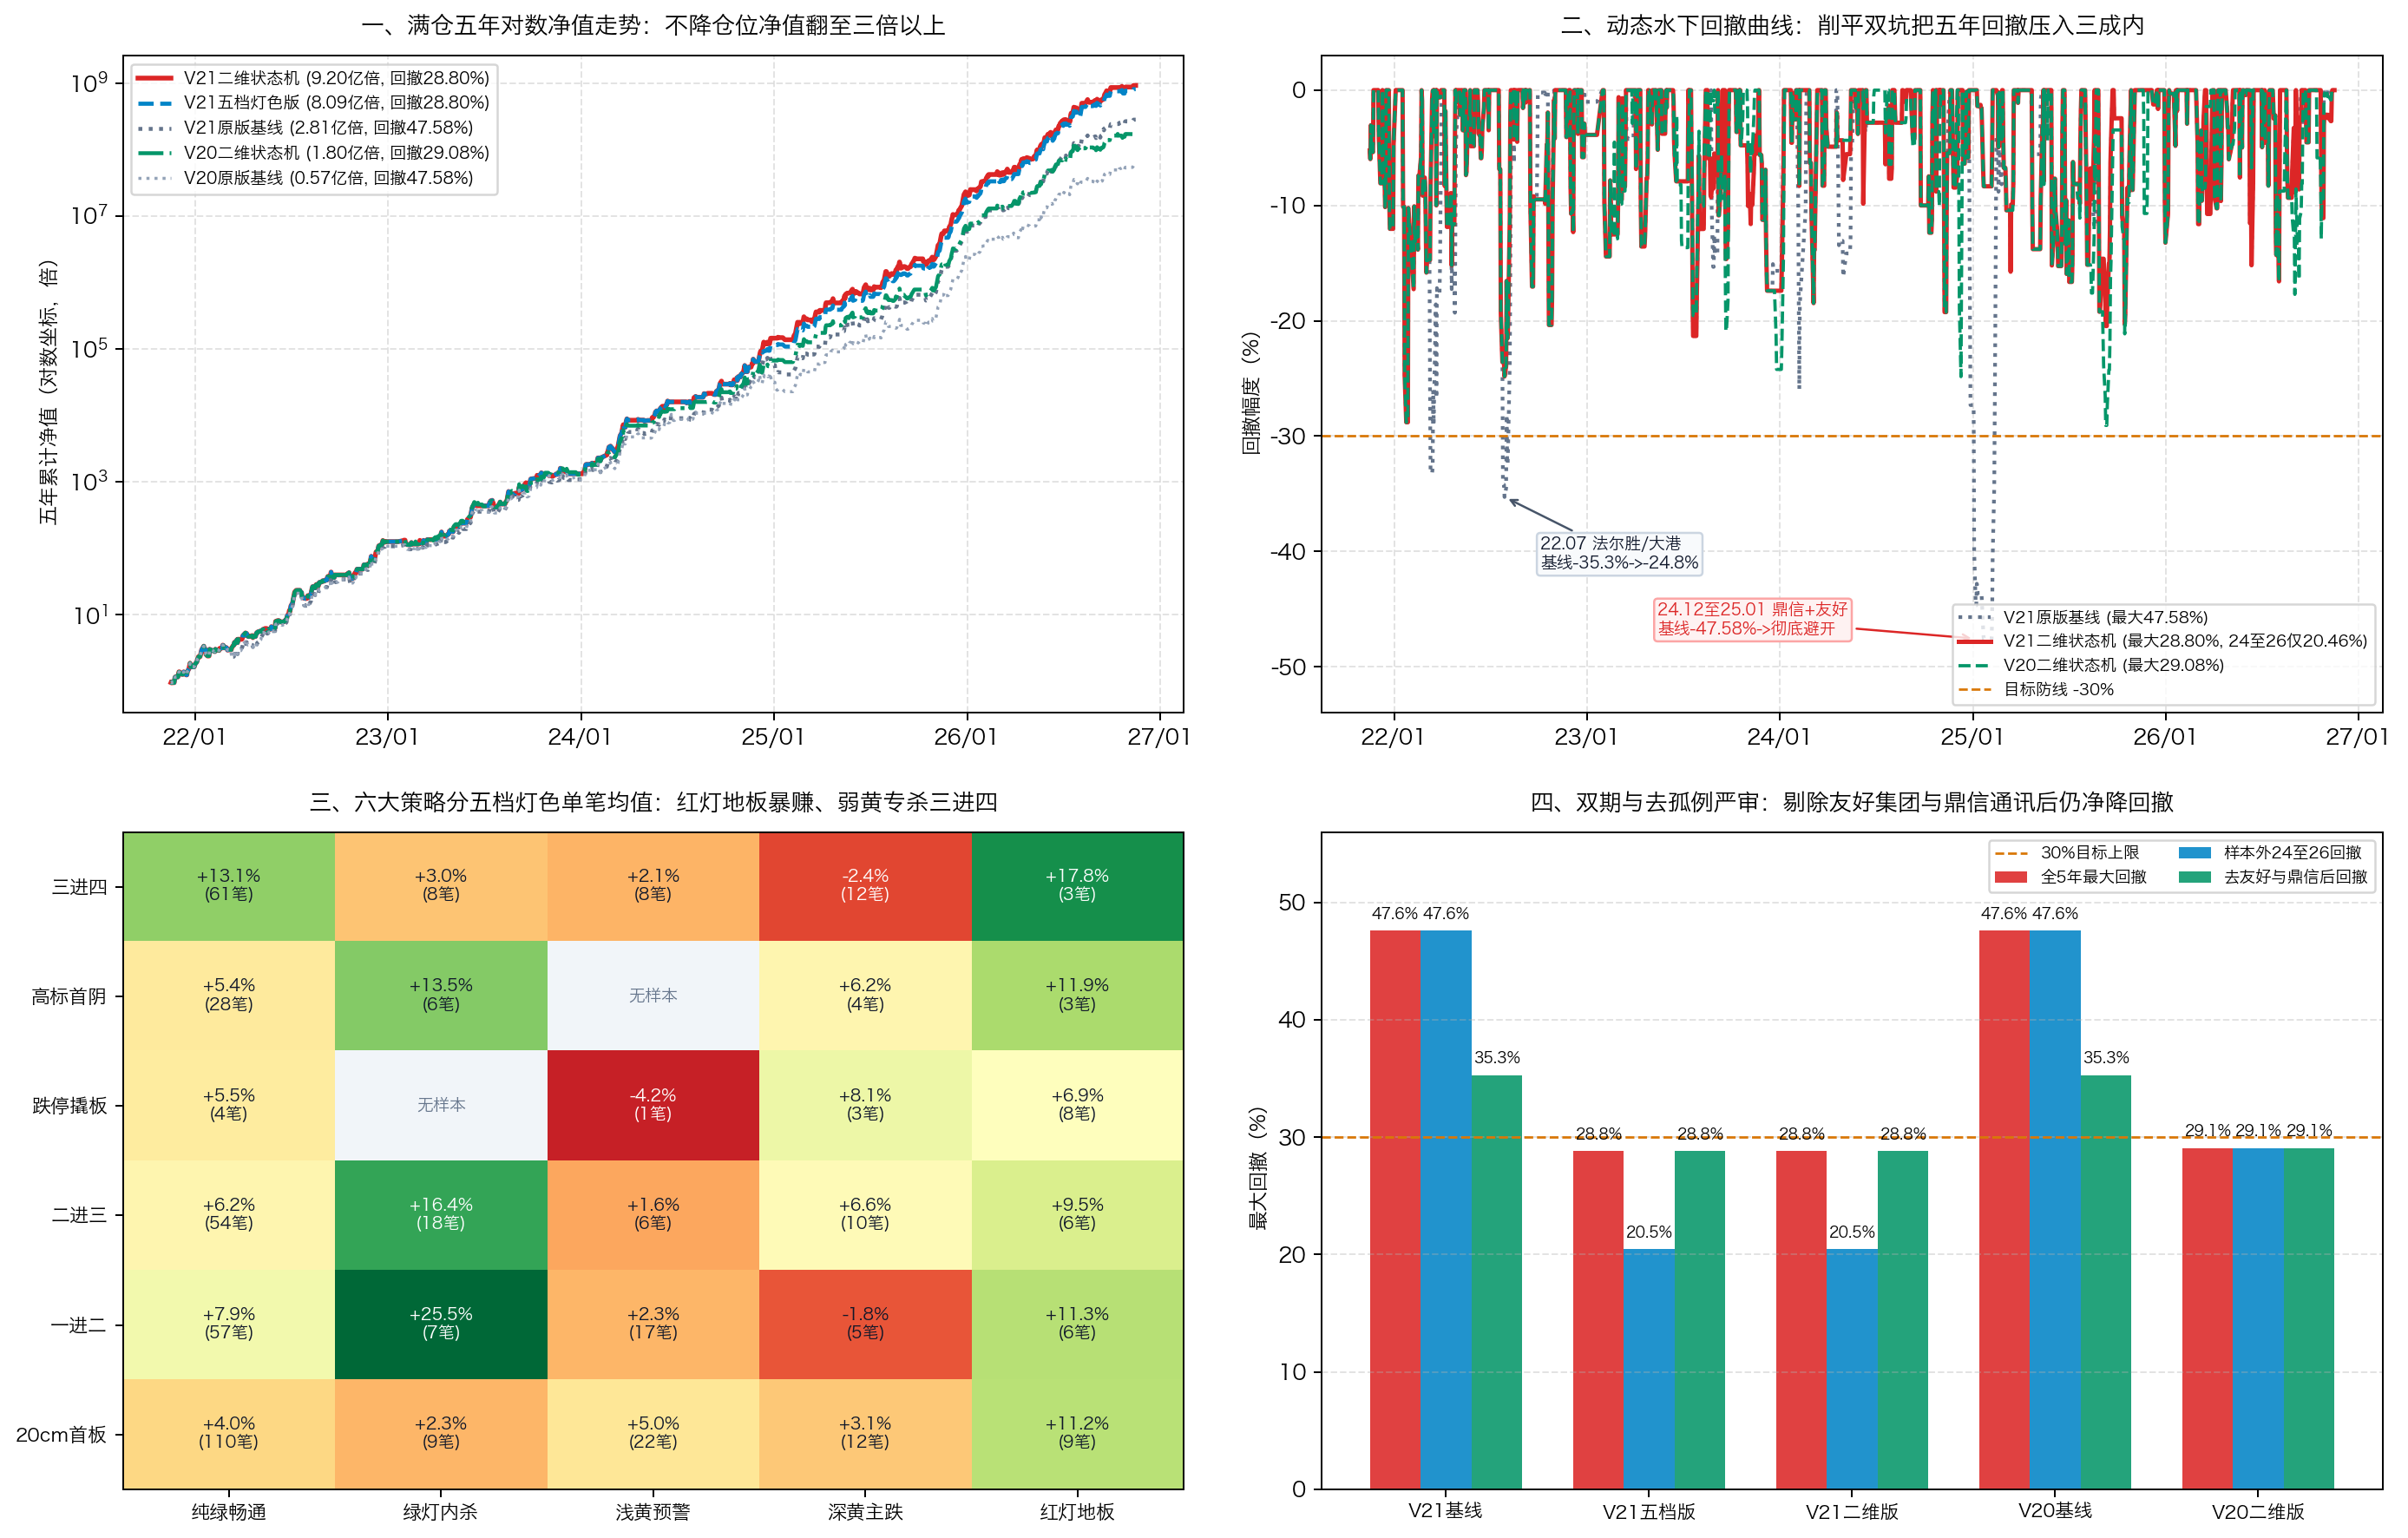 一、满仓五年对数净值走势：不降仓位净值翻至三倍以上
V21二维状态机 (9.20亿倍, 回撤28.80%)
V21五档灯色版 (8.09亿倍, 回撤28.80%)
V21原版基线 (2.81亿倍, 回撤47.58%)
V20二维状态机 (1.80亿倍, 回撤29.08%)
V20原版基线 (0.57亿倍, 回撤47.58%)
五年累计净值（对数坐标，倍）
10⁹
10⁷
10⁵
10³
10¹
22/01
23/01
24/01
25/01
26/01
27/01
二、动态水下回撤曲线：削平双坑把五年回撤压入三成内
回撤幅度（%）
0
-10
-20
-30
-40
-50
22.07 法尔胜/大港
基线-35.3%->-24.8%
24.12至25.01 鼎信+友好
基线-47.58%->彻底避开
V21原版基线 (最大47.58%)
V21二维状态机 (最大28.80%, 24至26仅20.46%)
V20二维状态机 (最大29.08%)
目标防线 -30%
22/01
23/01
24/01
25/01
26/01
27/01
三、六大策略分五档灯色单笔均值：红灯地板暴赚、弱黄专杀三进四
三进四
+13.1%
(61笔)
+3.0%
(8笔)
+2.1%
(8笔)
-2.4%
(12笔)
+17.8%
(3笔)
高标首阴
+5.4%
(28笔)
+13.5%
(6笔)
无样本
+6.2%
(4笔)
+11.9%
(3笔)
跌停撬板
+5.5%
(4笔)
无样本
-4.2%
(1笔)
+8.1%
(3笔)
+6.9%
(8笔)
二进三
+6.2%
(54笔)
+16.4%
(18笔)
+1.6%
(6笔)
+6.6%
(10笔)
+9.5%
(6笔)
一进二
+7.9%
(57笔)
+25.5%
(7笔)
+2.3%
(17笔)
-1.8%
(5笔)
+11.3%
(6笔)
20cm首板
+4.0%
(110笔)
+2.3%
(9笔)
+5.0%
(22笔)
+3.1%
(12笔)
+11.2%
(9笔)
纯绿畅通
绿灯内杀
浅黄预警
深黄主跌
红灯地板
四、双期与去孤例严审：剔除友好集团与鼎信通讯后仍净降回撤
30%目标上限
全5年最大回撤
样本外24至26回撤
去友好与鼎信后回撤
最大回撤（%）
50
40
30
20
10
0
47.6%
47.6%
35.3%
28.8%
20.5%
28.8%
28.8%
20.5%
28.8%
47.6%
47.6%
35.3%
29.1%
29.1%
29.1%
V21基线
V21五档版
V21二维版
V20基线
V20二维版